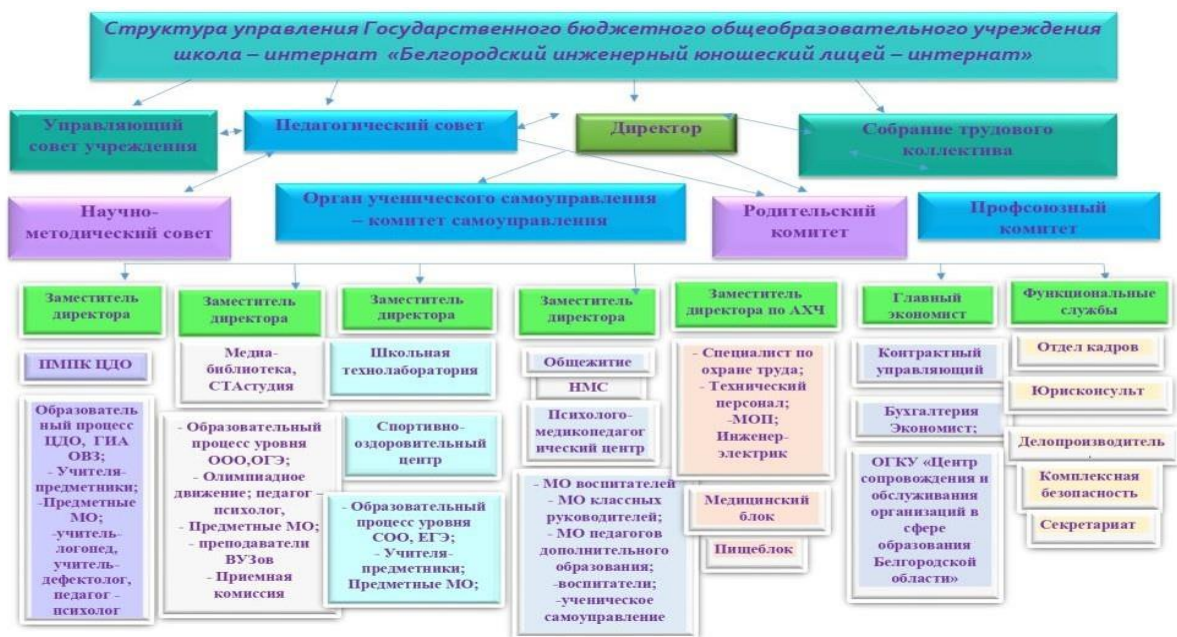 Структура управления Государственного бюджетного общеобразовательного учреждения
школа – интернат «Белгородский инженерный юношеский лицей – интернат»
Управляющий
совет учреждения
Педагогический совет
Директор
Собрание трудового
коллектива
Научно-
методический совет
Орган ученического самоуправления
– комитет самоуправления
Родительский
комитет
Профсоюзный
комитет
Заместитель
директора
ПМПК ЦДО
Образователь
ный процесс
ЦДО, ГИА
ОВЗ;
- Учителя-
предметники;
-Предметные
МО;
-учитель-
логопед,
учитель-
дефектолог,
педагог -
психолог
Заместитель
директора
Медиа-
библиотека,
СТАстудия
- Образовательный
процесс уровня
ООО,ОГЭ;
- Олимпиадное
движение; педагог –
психолог,
- Предметные МО;
- преподаватели
ВУЗов
- Приемная
комиссия
Заместитель
директора
Школьная
технолаборатория
Спортивно-
оздоровительный
центр
- Образовательный
процесс уровня
СОО, ЕГЭ;
- Учителя-
предметники;
Предметные МО;
Заместитель
директора
Общежитие
НМС
Психолого-
медикопедагог
ический центр
- МО воспитателей
- МО классных
руководителей;
- МО педагогов
дополнительного
образования;
-воспитатели;
-ученическое
самоуправление
Заместитель
директора по АХЧ
- Специалист по
охране труда;
- Технический
персонал;
-МОП;
Инженер-
электрик
Медицинский
блок
Пищеблок
Главный
экономист
Контрактный
управляющий
Бухгалтерия
Экономист;
ОГКУ «Центр
сопровождения и
обслуживания
организаций в
сфере
образования
Белгородской
области»
Функциональные
службы
Отдел кадров
Юрисконсульт
Делопроизводитель
Комплексная
безопасность
Секретариат